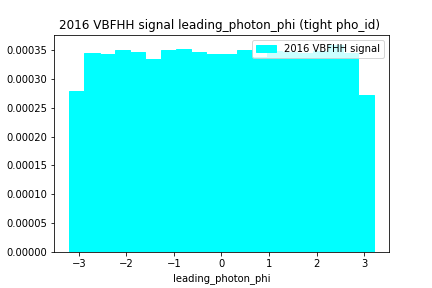 2016 VBFHH signal leading_photon_phi (tight pho_id)
2016 VBFHH signal
0.00035
0.00030
0.00025
0.00020
0.00015
0.00010
0.00005
0.00000
−3 −2 −1 0 1 2 3
leading_photon_phi